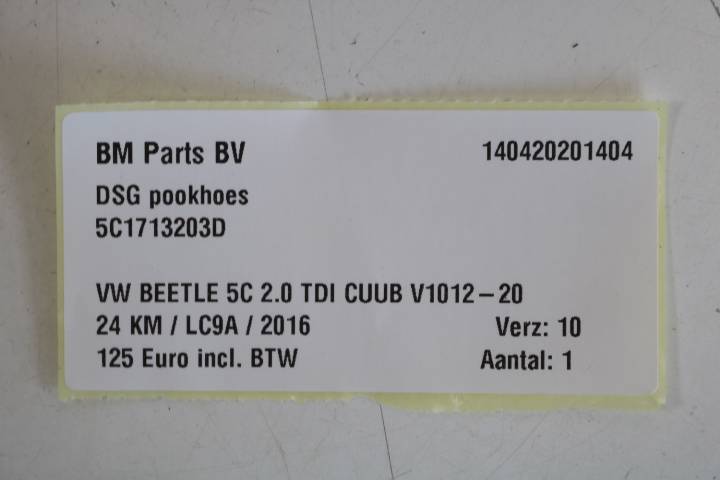 BM Parts BV 140420201404
DSG pookhoes
5C1713203D
VW BEETLE 5C 2.0 TDI CUUB V1012-20
24 KM / LC9A / 2016 Verz: 10
125 Euro incl. BTW Aantal: 1